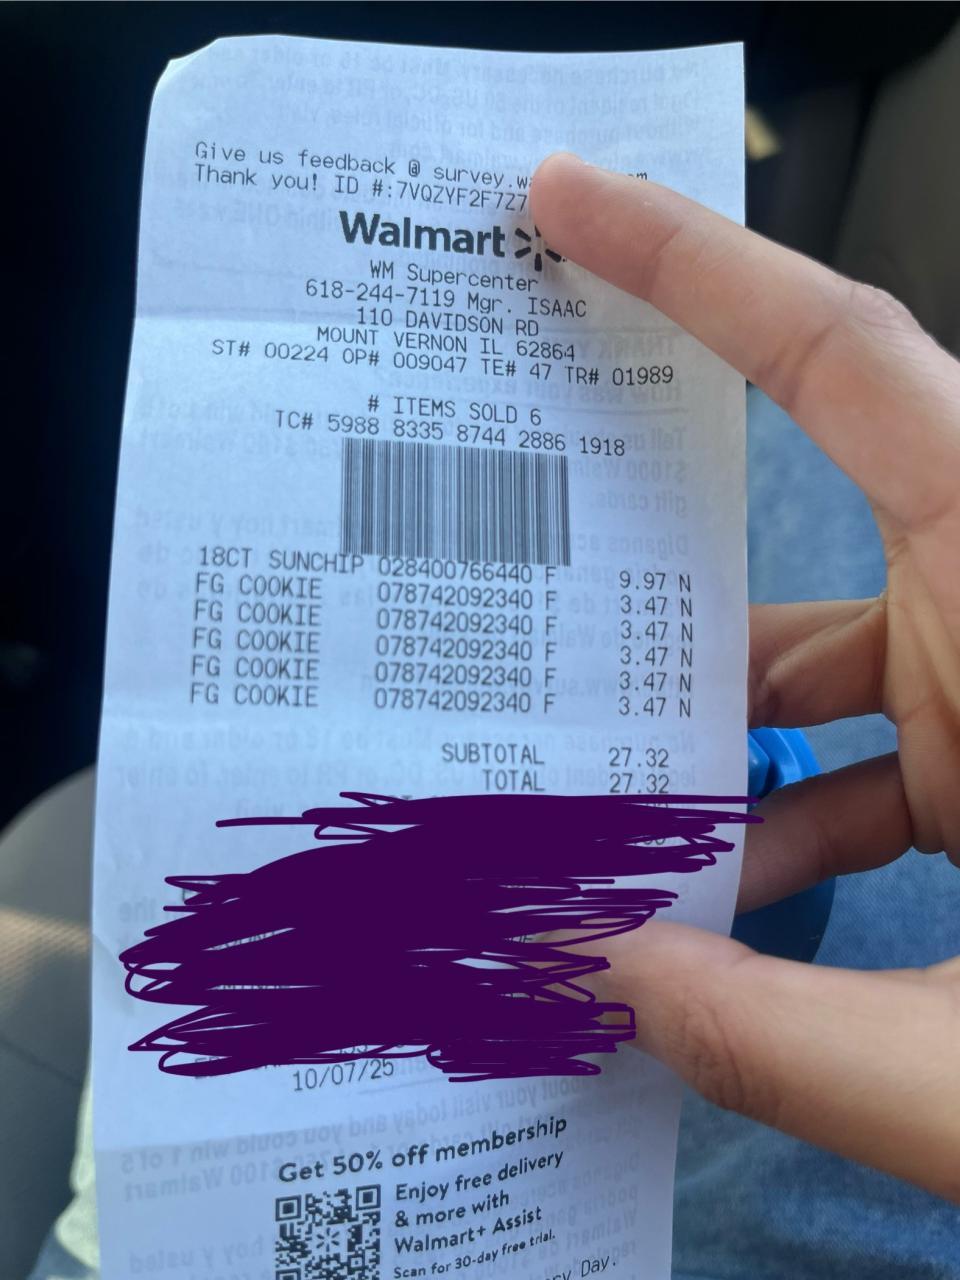 Give us feedback @ survey.w
Thank you! ID #:7VQZYF2F7Z7
Walmart
WM Supercenter
618-244-7119 Mgr. ISAAC
110 DAVIDSON RD
MOUNT VERNON IL 62864
ST# 00224 OP# 009047 TE# 47 TR# 01989
# ITEMS SOLD 6
TC# 5988 8335 8744 2886 1918
18CT SUNCHIP 028400766440 F 9.97 N
FG COOKIE 078742092340 F 3.47 N
FG COOKIE 078742092340 F 3.47 N
FG COOKIE 078742092340 F 3.47 N
FG COOKIE 078742092340 F 3.47 N
FG COOKIE 078742092340 F 3.47 N
SUBTOTAL 27.32
TOTAL 27.32
10/07/25
Get 50% off membership
Enjoy free delivery
& more with
Walmart+ Assist
Scan for 30-day free trial.
Day.